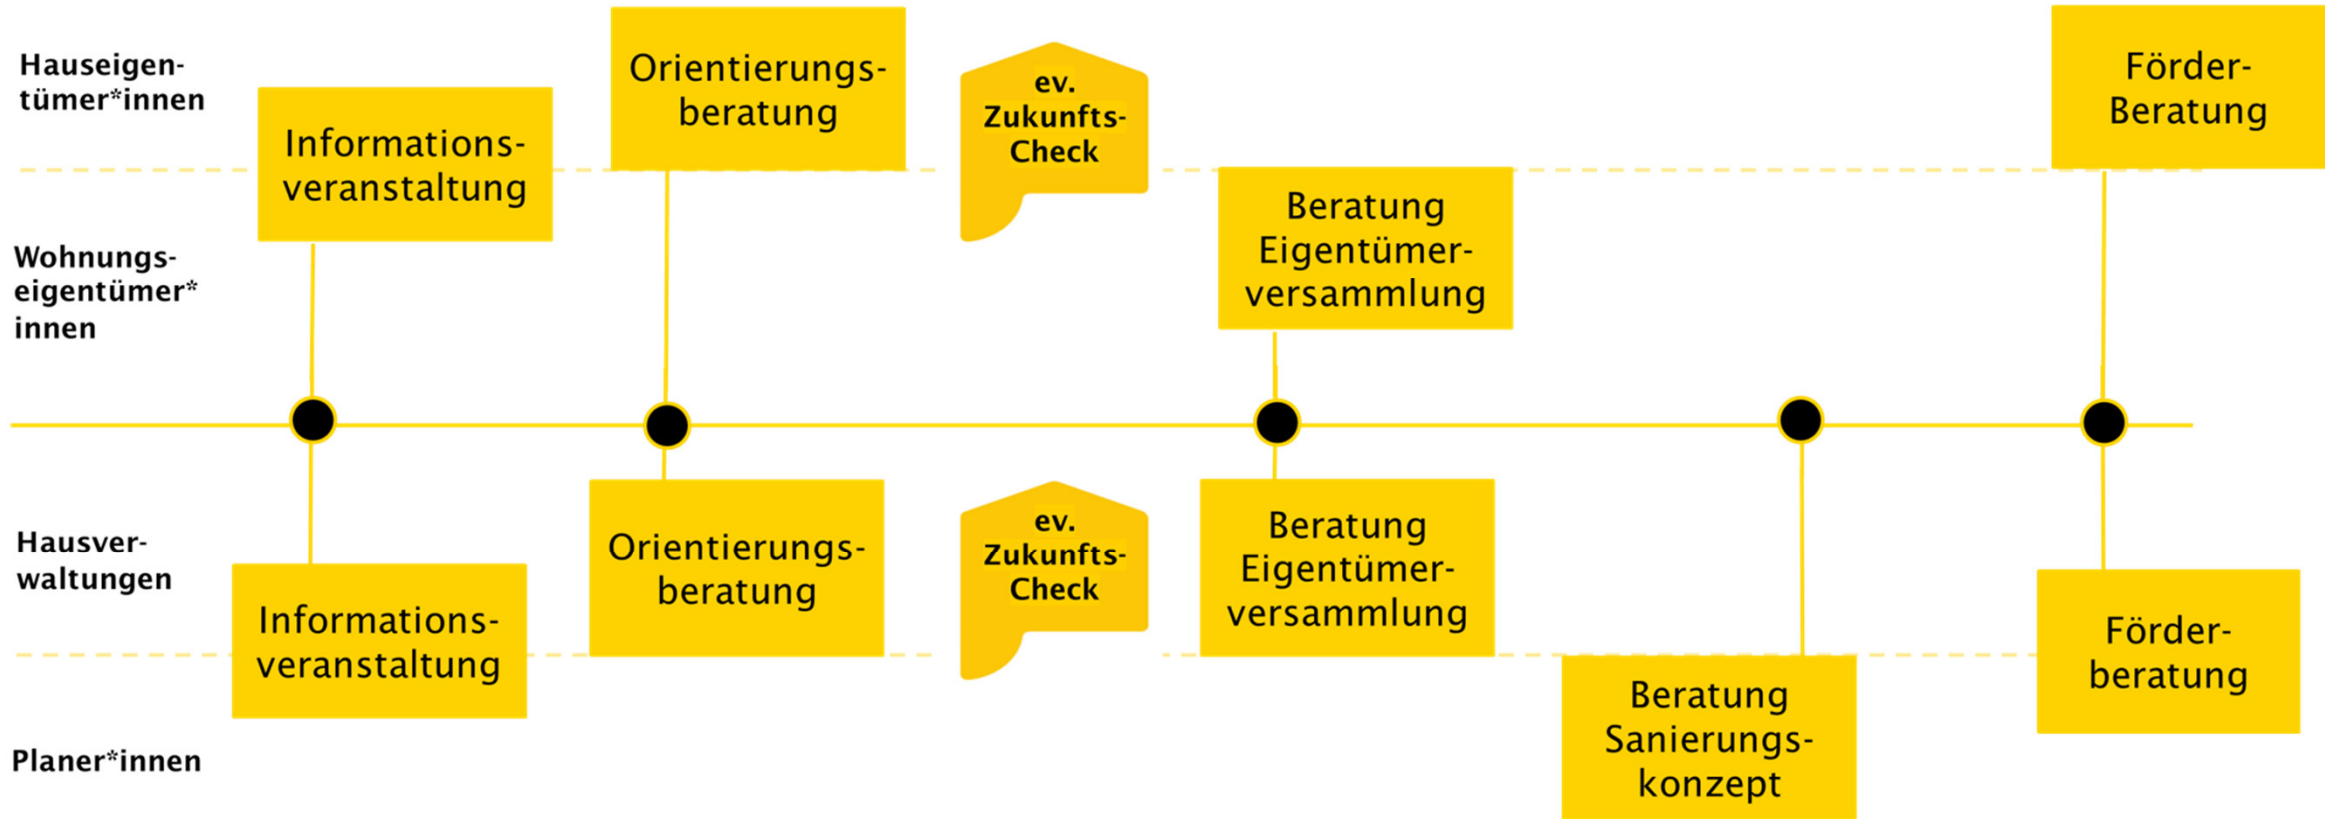 Hauseigen-
tümer*innen
Informations-
veranstaltung
Orientierungs-
beratung
ev.
Zukunfts-
Check
Förder-
Beratung
Wohnungs-
eigentümer*
innen
Beratung
Eigentümer-
versammlung
Hausver-
waltungen
Informations-
veranstaltung
Orientierungs-
beratung
ev.
Zukunfts-
Check
Beratung
Eigentümer-
versammlung
Förder-
beratung
Planer*innen
Beratung
Sanierungs-
konzept